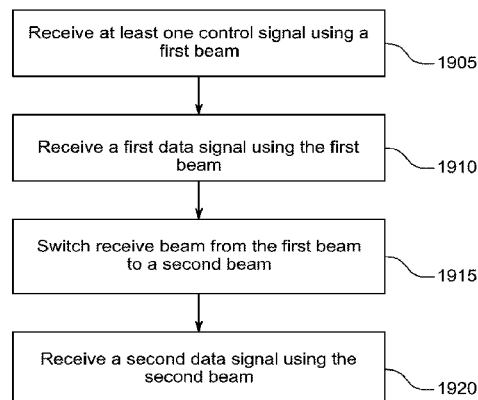 Receive at least one control signal using a
first beam
1905
Receive a first data signal using the first
beam
1910
Switch receive beam from the first beam
to a second beam
1915
Receive a second data signal using the
second beam
1920